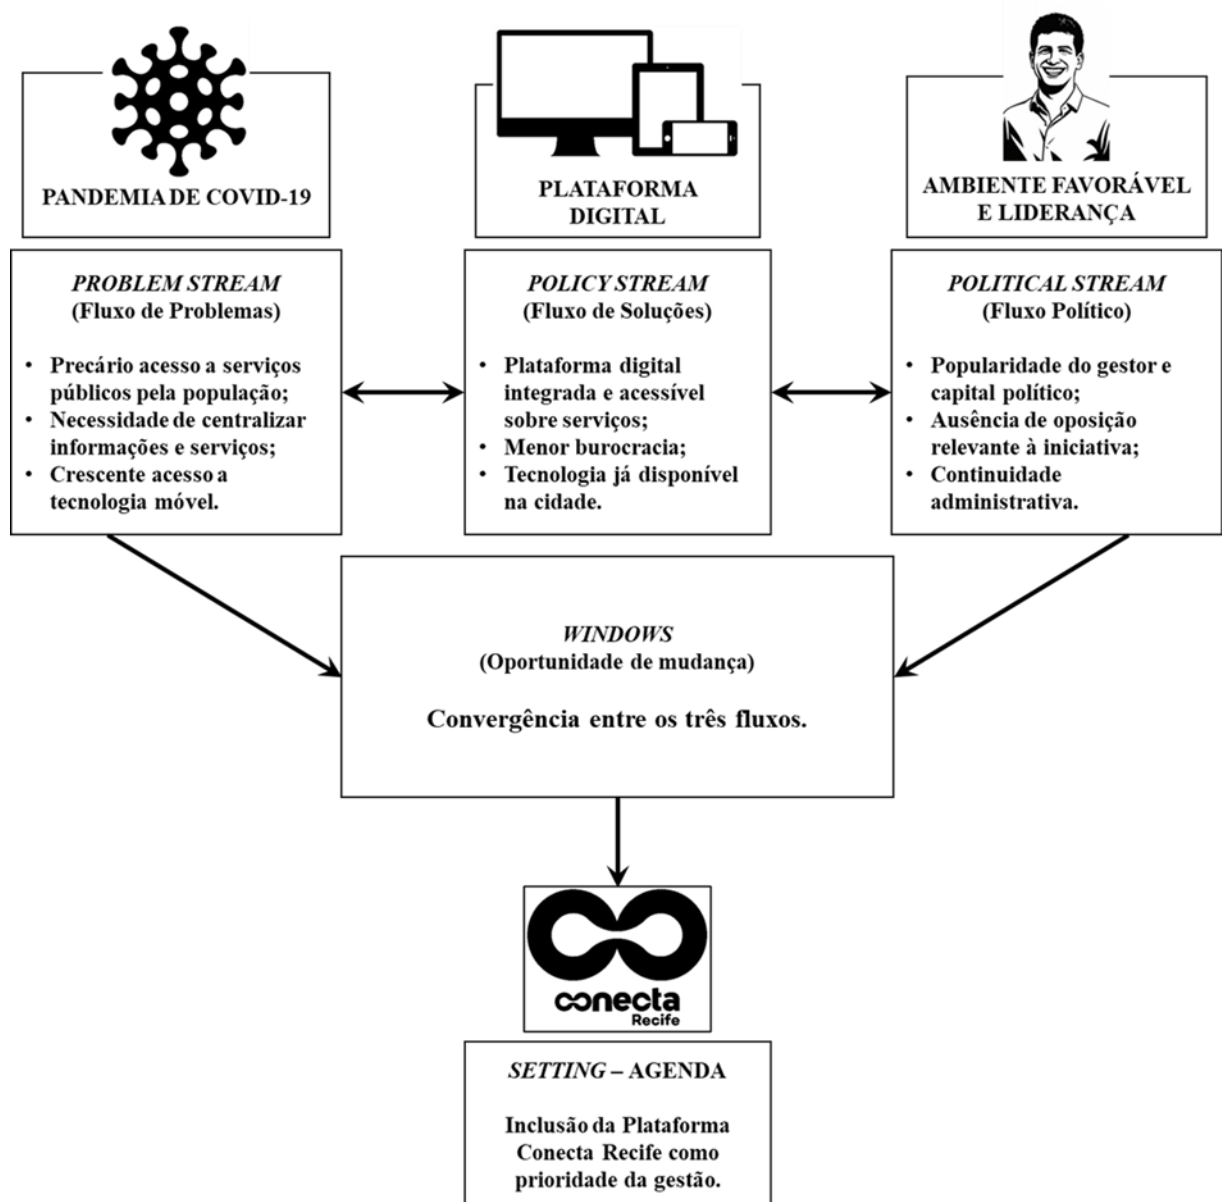 PANDEMIA DE COVID-19
PLATAFORMA
DIGITAL
AMBIENTE FAVORÁVEL
E LIDERANÇA
PROBLEM STREAM
(Fluxo de Problemas)
• Precário acesso a serviços
públicos pela população;
• Necessidade de centralizar
informações e serviços;
• Crescente acesso a
tecnologia móvel.
POLICY STREAM
(Fluxo de Soluções)
• Plataforma digital
integrada e acessível
sobre serviços;
• Menor burocracia;
• Tecnologia já disponível
na cidade.
POLITICAL STREAM
(Fluxo Político)
• Popularidade do gestor e
capital político;
• Ausência de oposição
relevante à iniciativa;
• Continuidade
administrativa.
WINDOWS
(Oportunidade de mudança)
Convergência entre os três fluxos.
conecta
Recife
SETTING – AGENDA
Inclusão da Plataforma
Conecta Recife como
prioridade da gestão.